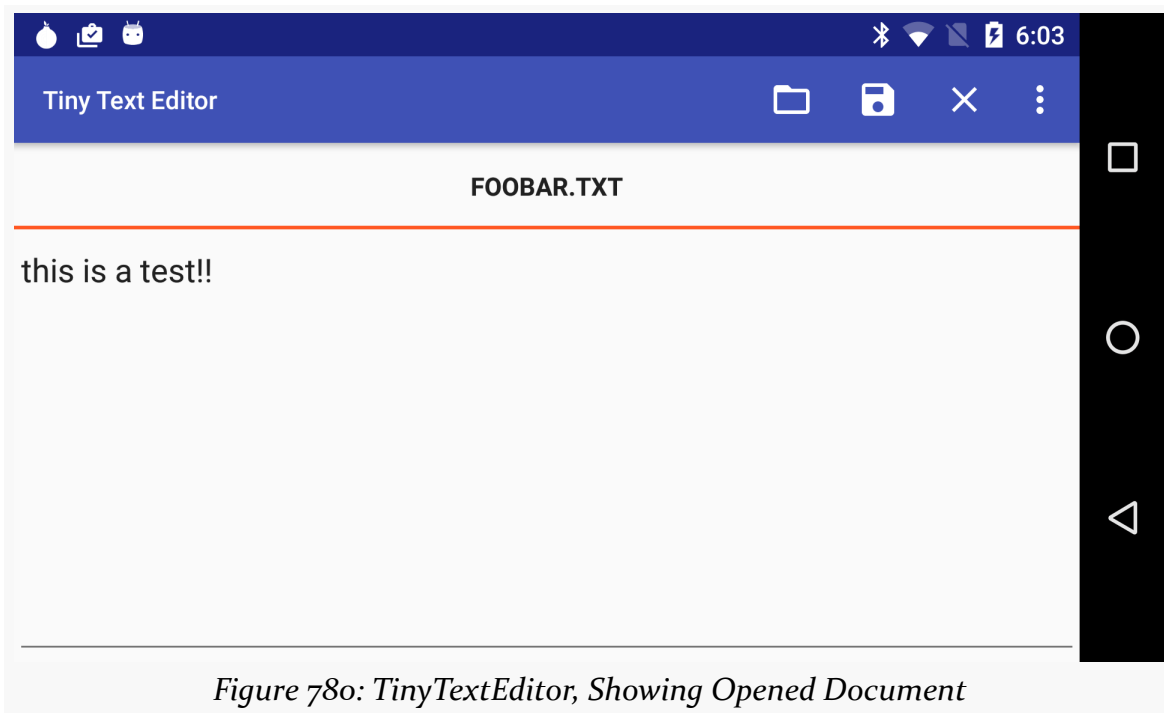 6:03
Tiny Text Editor
FOOBAR.TXT
this is a test!!
Figure 780: TinyTextEditor, Showing Opened Document